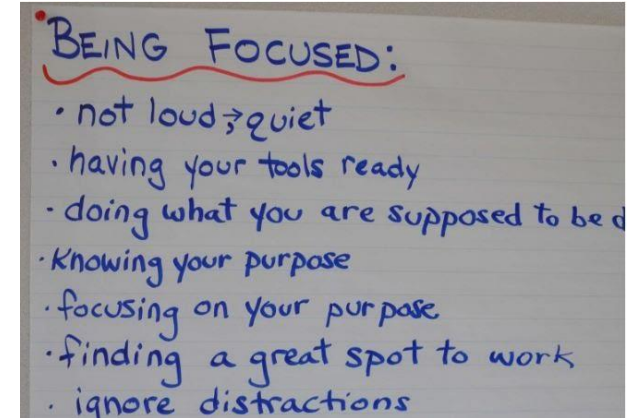 BEING FOCUSED:
· not loud → quiet
· having your tools ready
· doing what you are supposed to be d
· Knowing your purpose
· focusing on your purpose
· finding a great spot to work
· ignore distractions